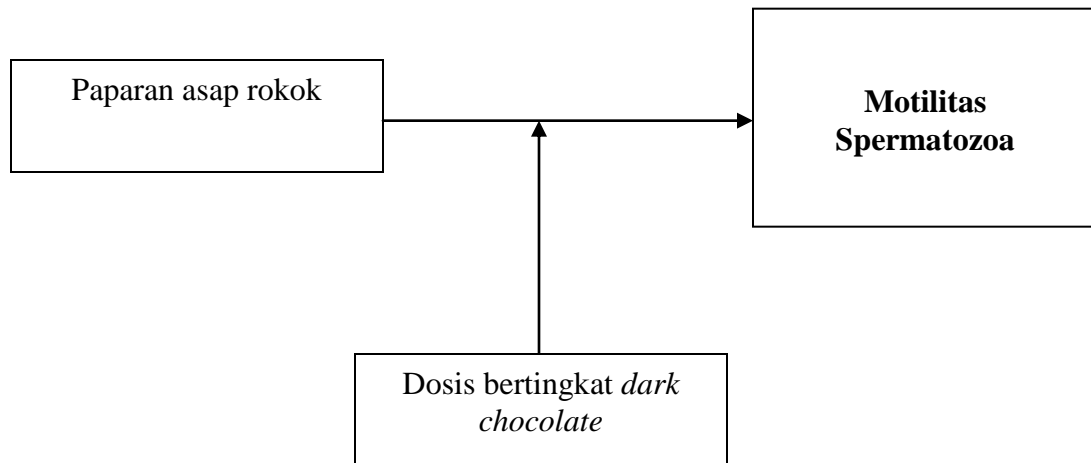 Paparan asap rokok
Motilitas
Spermatozoa
Dosis bertingkat dark
chocolate